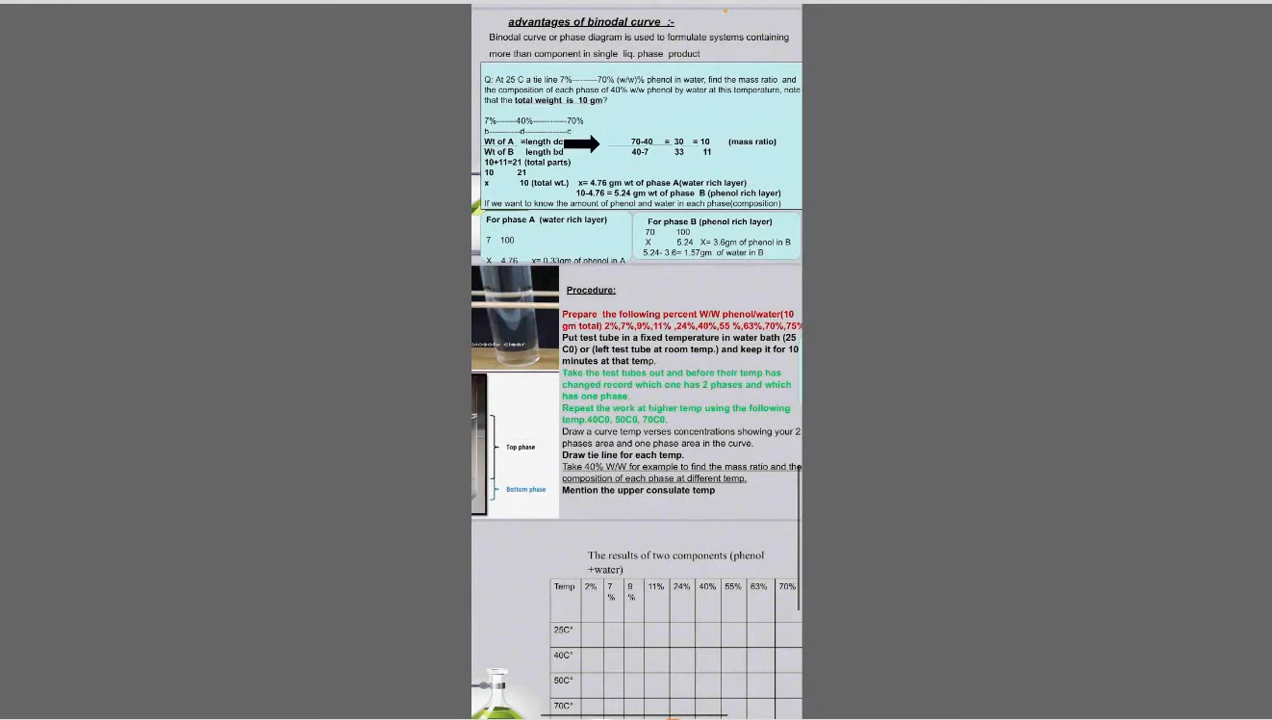 advantages of binodal curve :-
Binodal curve or phase diagram is used to formulate systems containing
more than component in single liq. phase product
Q: At 25 C a tie line 7%--------70% (w/w)% phenol in water, find the mass ratio and
the composition of each phase of 40% w/w phenol by water at this temperature, note
that the total weight is 10 gm?
7%-------40%-----------70%
b-----------d----------------c
Wt of A =length dc 70-40 = 30 = 10 (mass ratio)
Wt of B length bd 40-7 33 11
10+11=21 (total parts)
10 21
x 10 (total wt.) x= 4.76 gm wt of phase A(water rich layer)
10-4.76 = 5.24 gm wt of phase B (phenol rich layer)
If we want to know the amount of phenol and water in each phase(composition)
For phase A (water rich layer)
7 100
X 4.76 x= 0.33gm of phenol in A
For phase B (phenol rich layer)
70 100
X 5.24 X= 3.6gm of phenol in B
5.24- 3.6= 1.57gm of water in B
Procedure:
Prepare the following percent W/W phenol/water(10
gm total) 2%,7%,9%,11% ,24%,40%,55 %,63%,70%,75%
Put test tube in a fixed temperature in water bath (25
C0) or (left test tube at room temp.) and keep it for 10
minutes at that temp.
Take the test tubes out and before their temp has
changed record which one has 2 phases and which
has one phase.
Repeat the work at higher temp using the following
temp.40C0, 50C0, 70C0.
Draw a curve temp verses concentrations showing your 2
phases area and one phase area in the curve.
Draw tie line for each temp.
Take 40% W/W for example to find the mass ratio and the
composition of each phase at different temp.
Mention the upper consulate temp
clear
Top phase
Bottom phase
The results of two components (phenol
+water)
Temp 2% 7 % 9 % 11% 24% 40% 55% 63% 70%
25C°
40C°
50C°
70C°